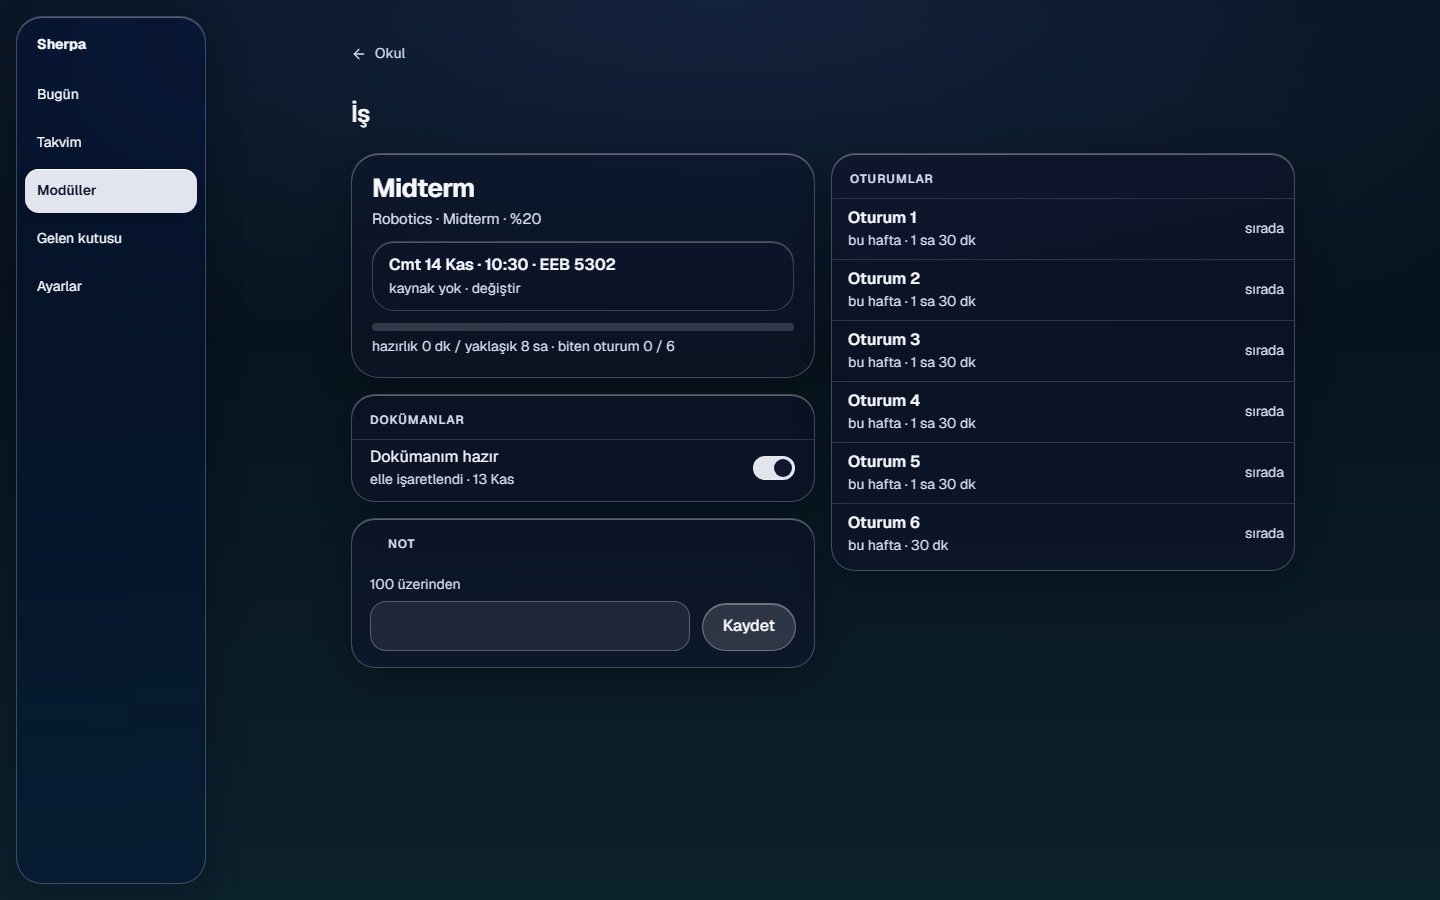 Sherpa
Bugün
Takvim
Modüller
Gelen kutusu
Ayarlar
← Okul
İş
Midterm
Robotics · Midterm · %20
Cmt 14 Kas · 10:30 · EEB 5302
kaynak yok · değiştir
hazırlık 0 dk / yaklaşık 8 sa · biten oturum 0 / 6
DOKÜMANLAR
Dokümanım hazır
elle işaretlendi · 13 Kas
NOT
100 üzerinden
Kaydet
OTURUMLAR
Oturum 1
bu hafta · 1 sa 30 dk
sırada
Oturum 2
bu hafta · 1 sa 30 dk
sırada
Oturum 3
bu hafta · 1 sa 30 dk
sırada
Oturum 4
bu hafta · 1 sa 30 dk
sırada
Oturum 5
bu hafta · 1 sa 30 dk
sırada
Oturum 6
bu hafta · 30 dk
sırada